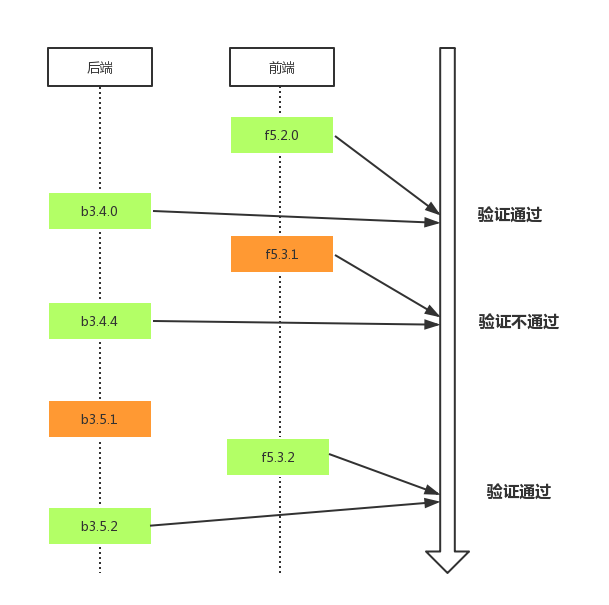 后端
前端
f5.2.0
b3.4.0
验证通过
f5.3.1
b3.4.4
验证不通过
b3.5.1
f5.3.2
验证通过
b3.5.2